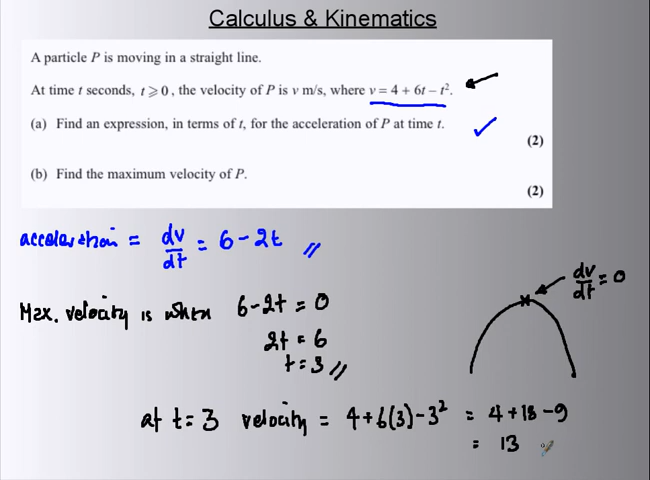 Calculus & Kinematics
A particle P is moving in a straight line.
At time t seconds, t ⩾ 0, the velocity of P is v m/s, where v = 4 + 6t – t².
(a) Find an expression, in terms of t, for the acceleration of P at time t.
(2)
(b) Find the maximum velocity of P.
(2)
acceleration = dv/dt = 6 - 2t //
dv/dt = 0
Max. velocity is when 6 - 2t = 0
2t = 6
t = 3 //
at t = 3 velocity = 4 + 6(3) - 3² = 4 + 18 - 9
= 13